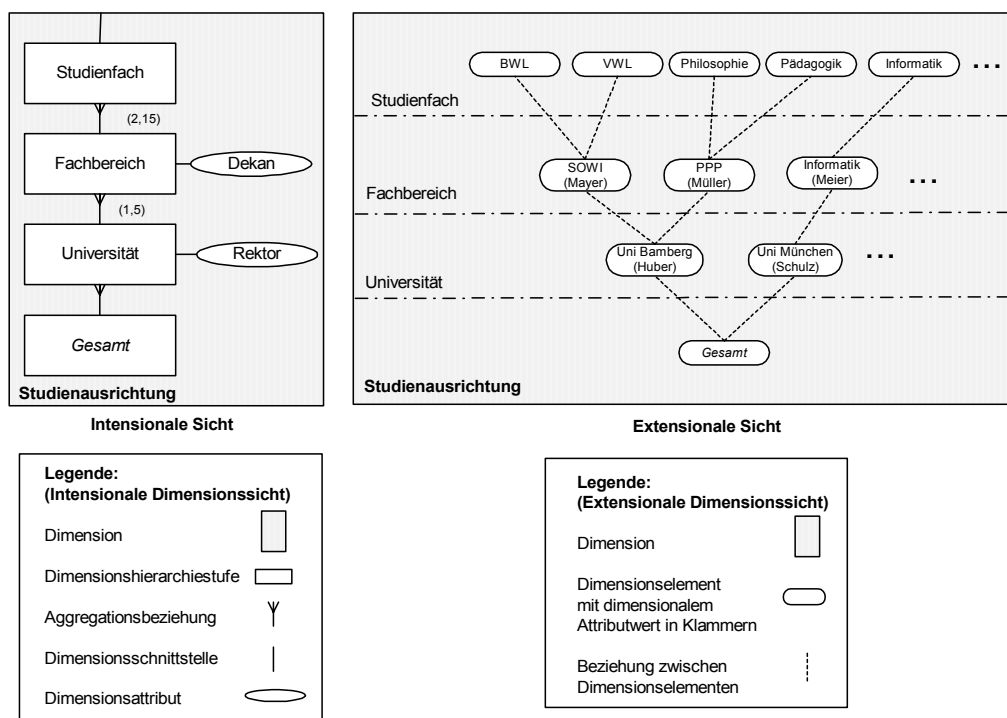 Studienfach
(2,15)
Fachbereich
Dekan
(1,5)
Universität
Rektor
Gesamt
Studienausrichtung
Intensionale Sicht
BWL
VWL
Philosophie
Pädagogik
Informatik
...
Studienfach
SOWI
(Mayer)
PPP
(Müller)
Informatik
(Meier)
...
Fachbereich
Uni Bamberg
(Huber)
Uni München
(Schulz)
...
Universität
Gesamt
Studienausrichtung
Extensionale Sicht
Legende:
(Intensionale Dimensionssicht)
Dimension
Dimensionshierarchiestufe
Aggregationsbeziehung
Dimensionsschnittstelle
Dimensionsattribut
Legende:
(Extensionale Dimensionssicht)
Dimension
Dimensionselement
mit dimensionalem
Attributwert in Klammern
Beziehung zwischen
Dimensionselementen